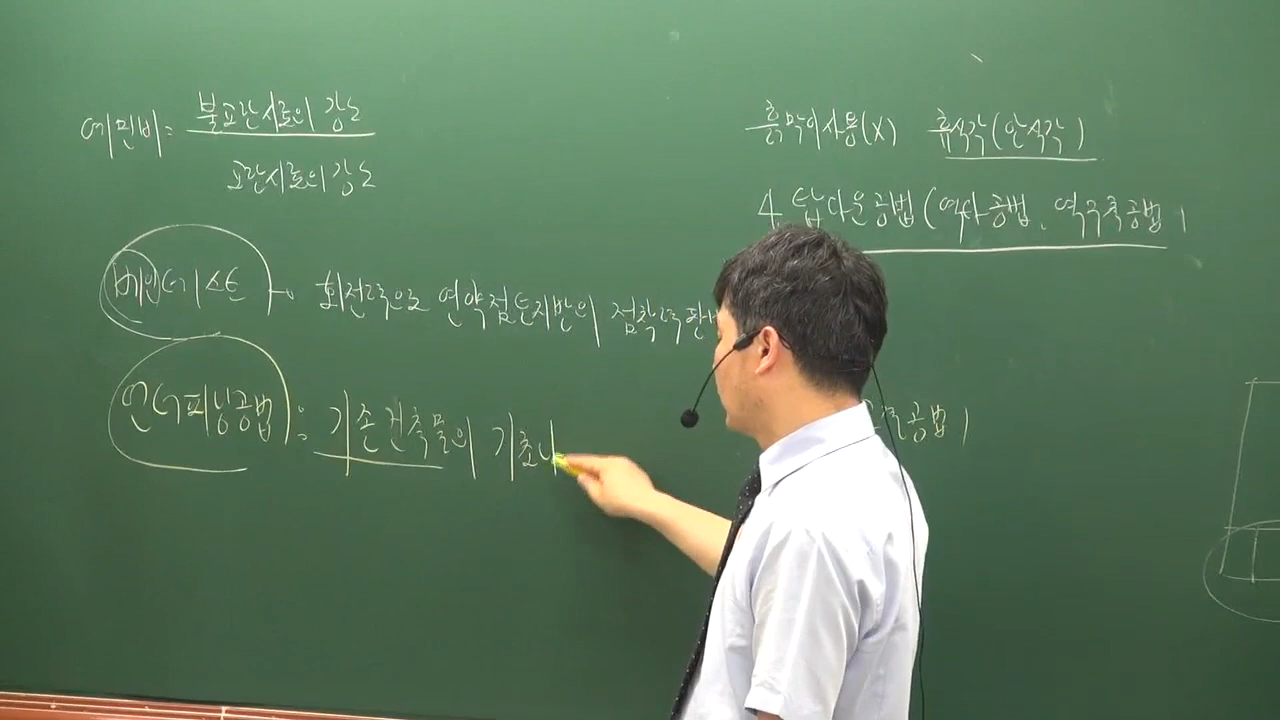 예민비 = 불교란시료의 강도
교란시료의 강도
베인테스트 → 회전력으로 연약점토지반의 점착력 판
언더피닝공법 : 기존건축물의 기초
흙막이사용(X) 휴식각(안식각)
4. 탑다운공법(역타공법, 역구축공법)
공법)